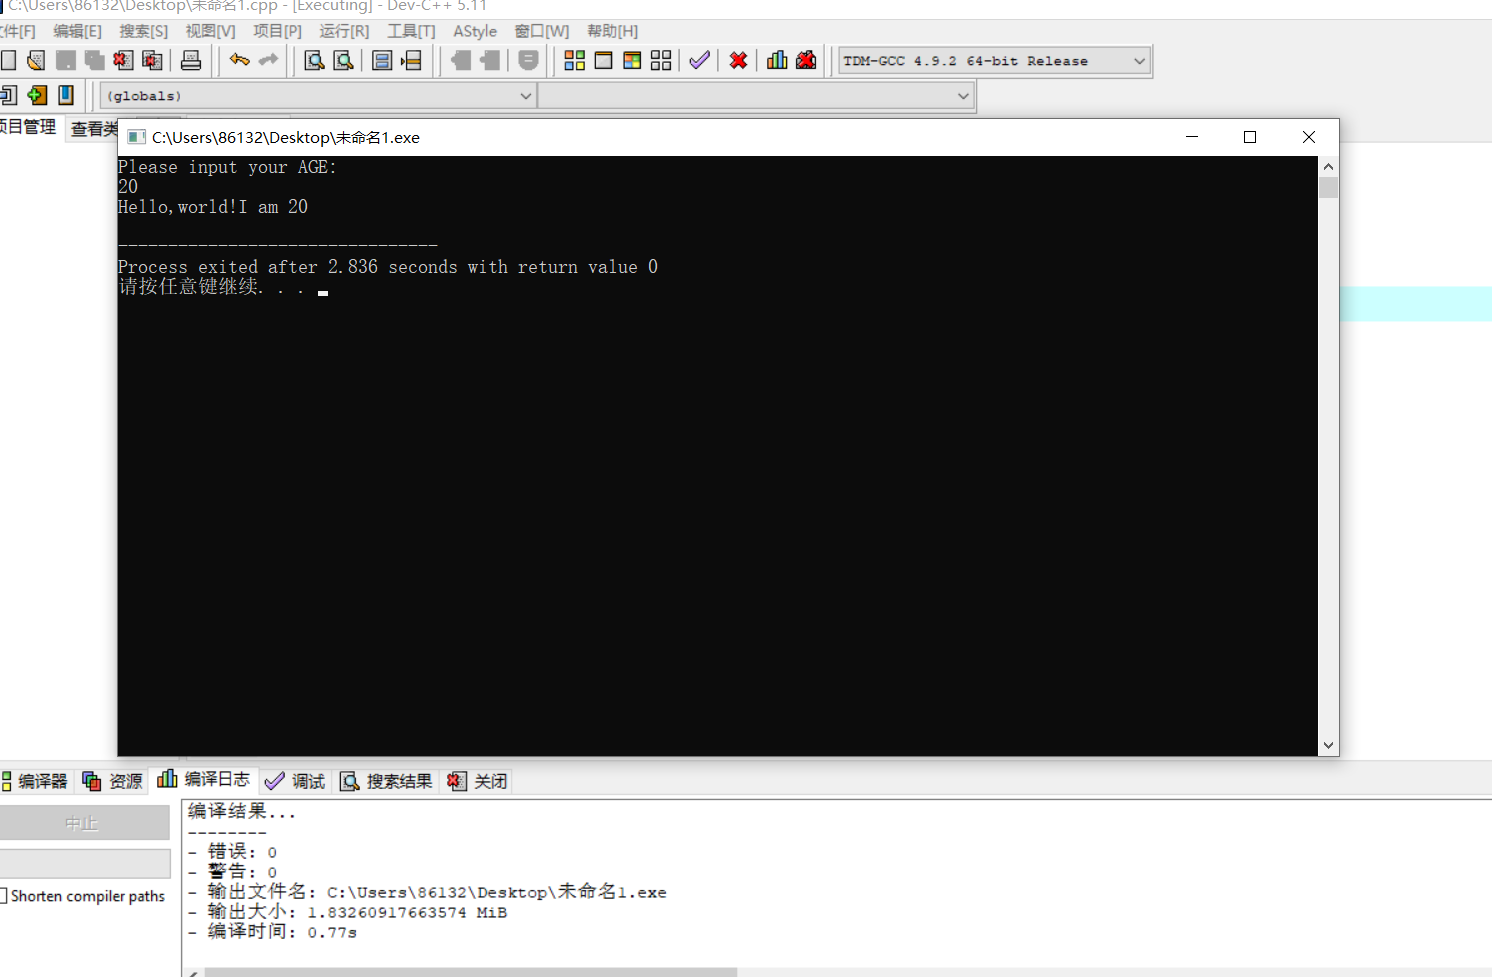 C:\Users\86132\Desktop\未命名1.cpp - [Executing] - Dev-C++ 5.11
文件[F] 编辑[E] 搜索[S] 视图[V] 项目[P] 运行[R] 工具[T] AStyle 窗口[W] 帮助[H]
TDM-GCC 4.9.2 64-bit Release
(globals)
项目管理 查看类
C:\Users\86132\Desktop\未命名1.exe
Please input your AGE:
20
Hello,world!I am 20
--------------------------------
Process exited after 2.836 seconds with return value 0
请按任意键继续. . .
编译器 资源 编译日志 调试 搜索结果 关闭
中止
Shorten compiler paths
编译结果...
--------
- 错误: 0
- 警告: 0
- 输出文件名: C:\Users\86132\Desktop\未命名1.exe
- 输出大小: 1.83260917663574 MiB
- 编译时间: 0.77s